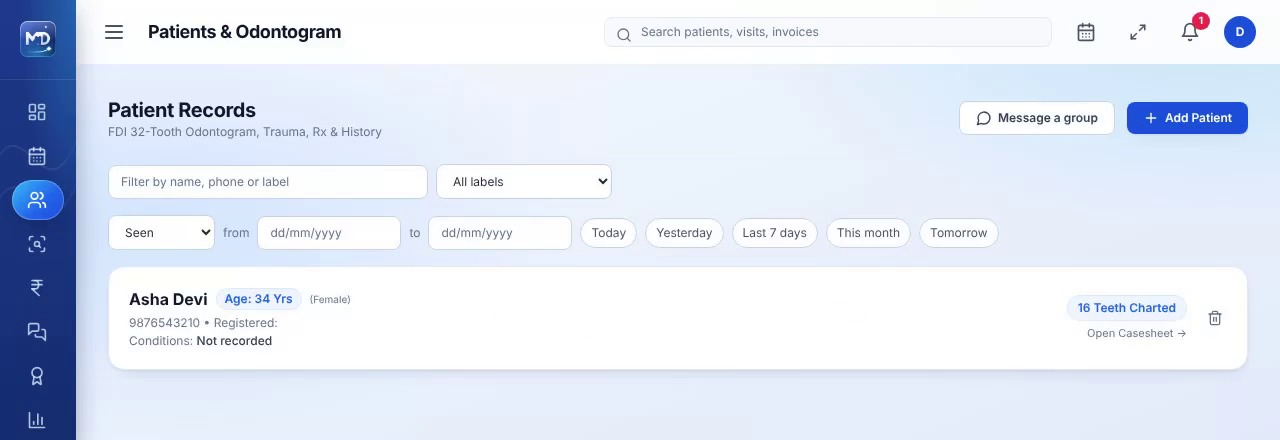 MD
Patients & Odontogram
Search patients, visits, invoices
1
D
Patient Records
FDI 32-Tooth Odontogram, Trauma, Rx & History
Message a group
Add Patient
Filter by name, phone or label
All labels
Seen from dd/mm/yyyy to dd/mm/yyyy Today Yesterday Last 7 days This month Tomorrow
Asha Devi Age: 34 Yrs (Female)
9876543210 • Registered:
Conditions: Not recorded
16 Teeth Charted
Open Casesheet →